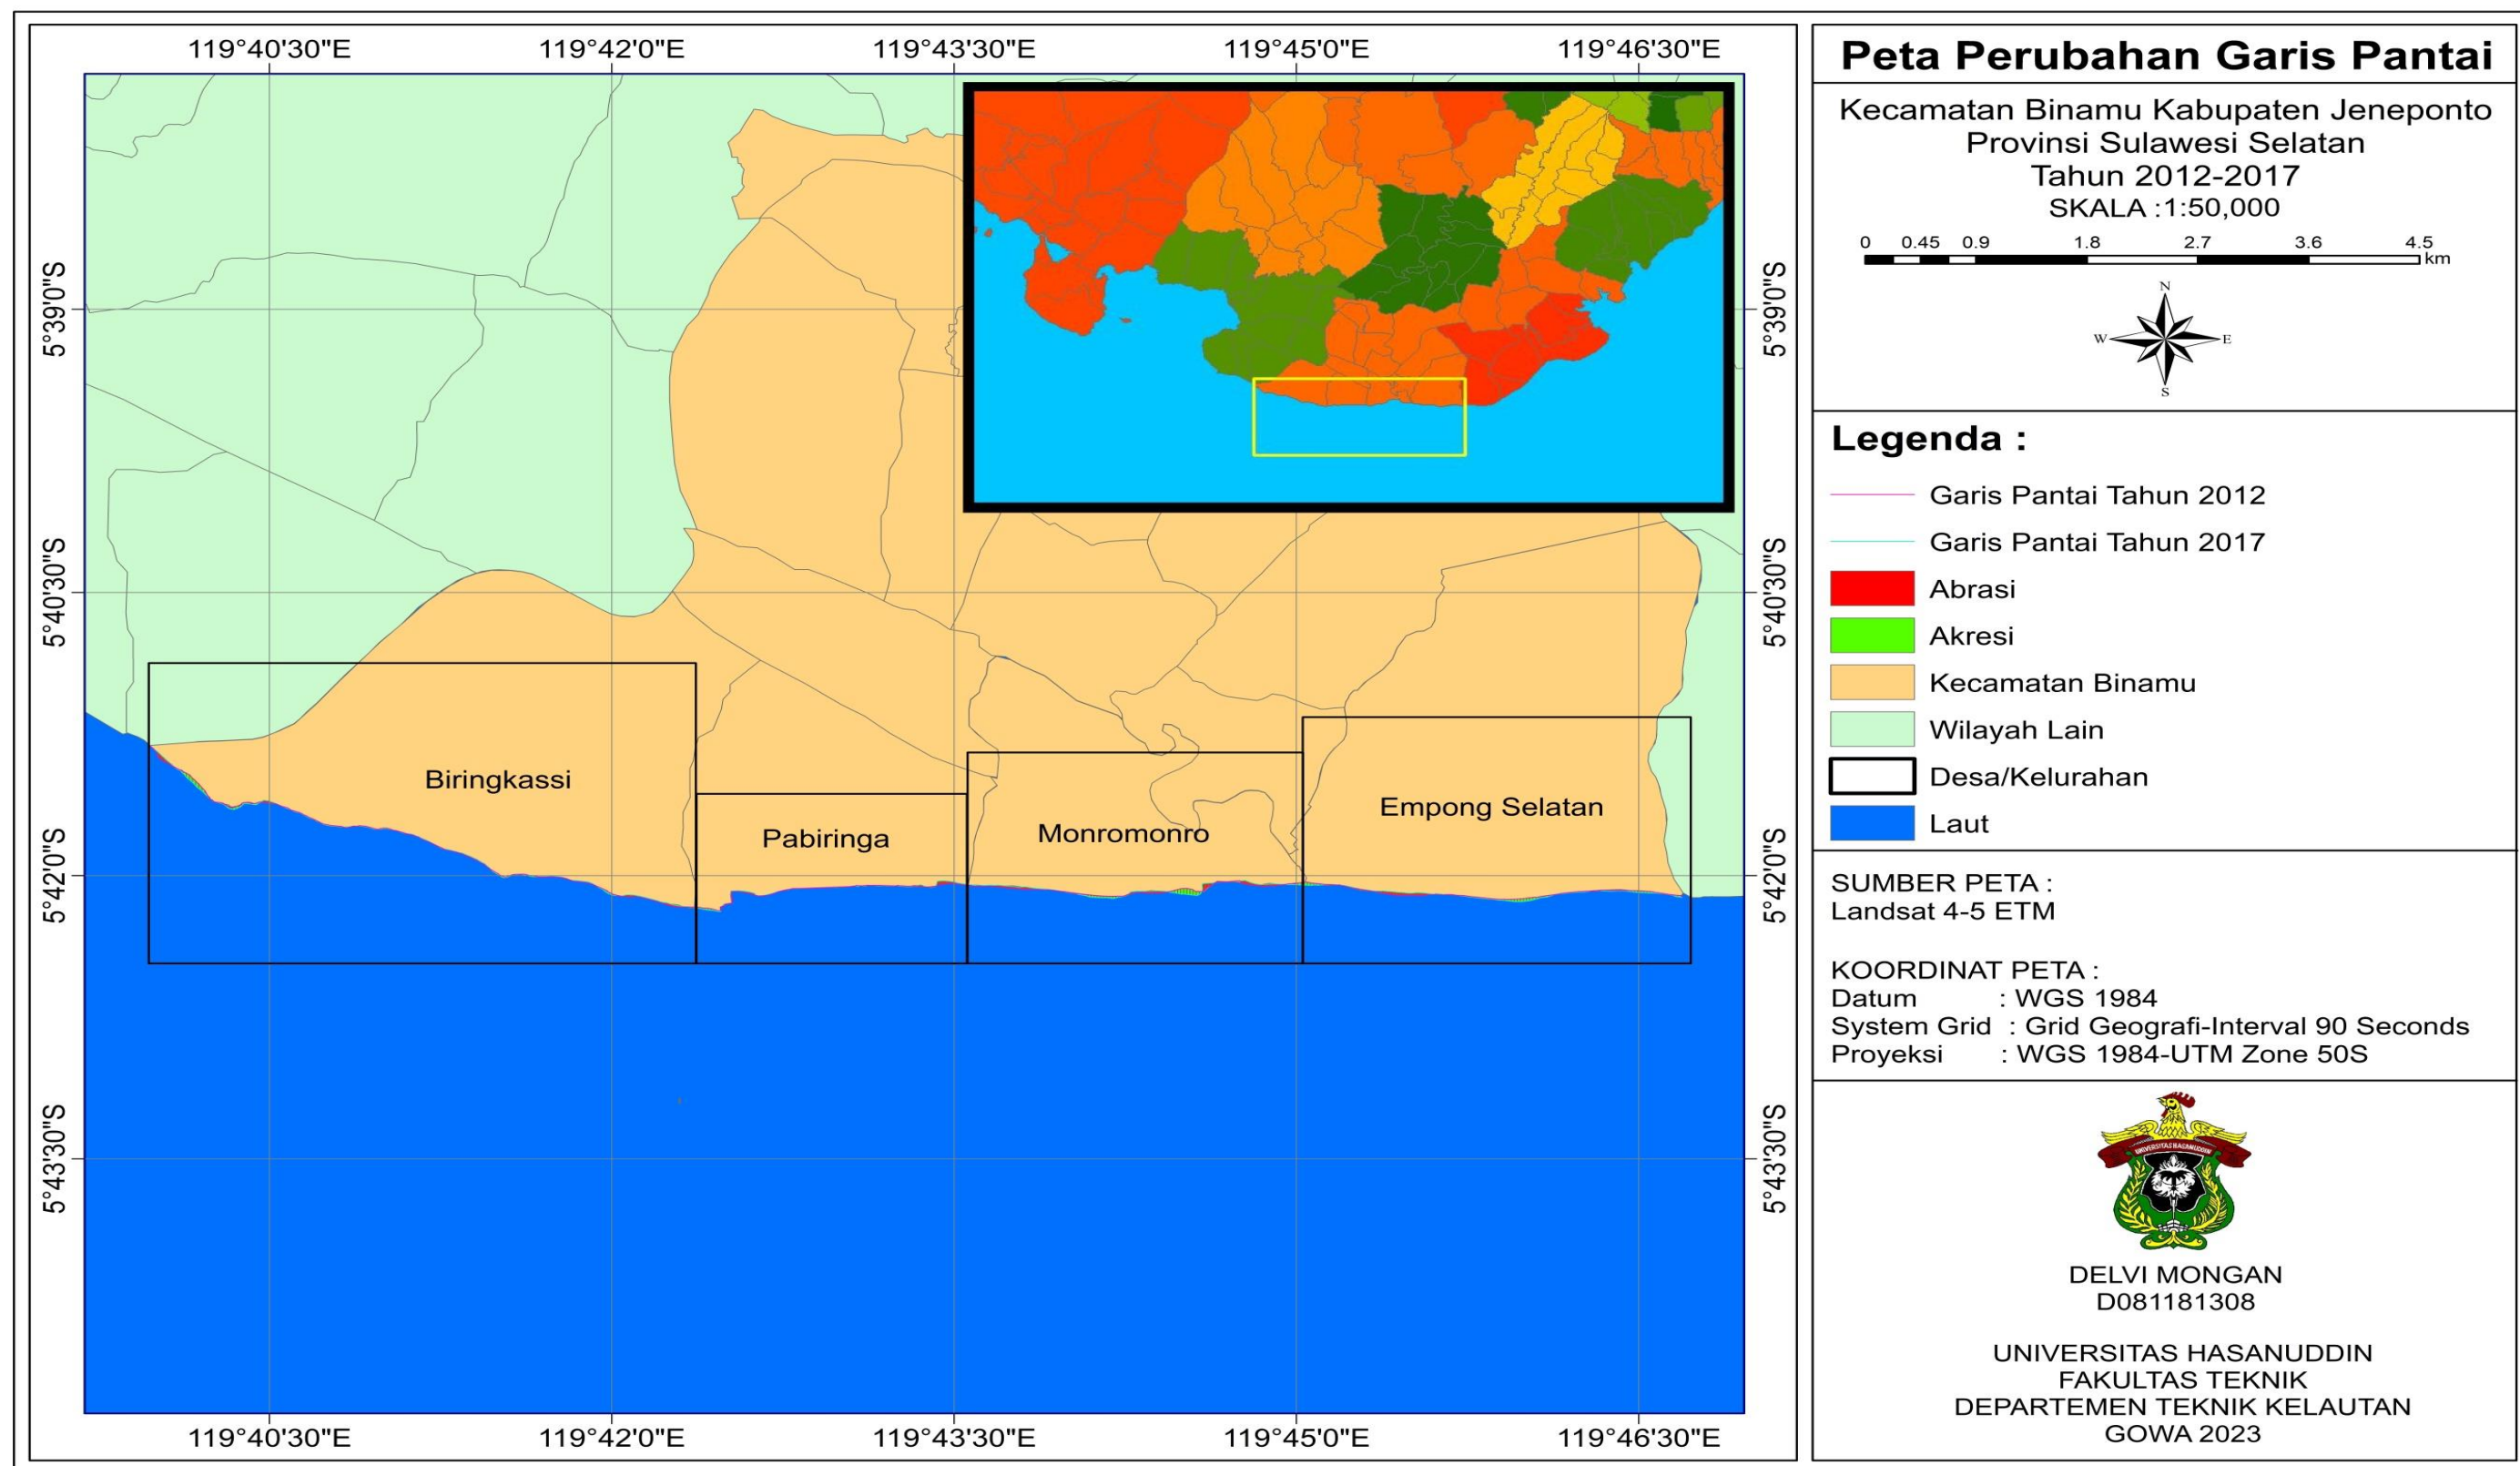 119°40'30"E 119°42'0"E 119°43'30"E 119°45'0"E 119°46'30"E
5°39'0"S
5°40'30"S
5°42'0"S
5°43'30"S
Biringkassi
Pabiringa
Monromonro
Empong Selatan
5°39'0"S
5°40'30"S
5°42'0"S
5°43'30"S
119°40'30"E 119°42'0"E 119°43'30"E 119°45'0"E 119°46'30"E
Peta Perubahan Garis Pantai
Kecamatan Binamu Kabupaten Jeneponto
Provinsi Sulawesi Selatan
Tahun 2012-2017
SKALA :1:50,000
0 0.45 0.9 1.8 2.7 3.6 4.5
km
N
W E
S
Legenda :
Garis Pantai Tahun 2012
Garis Pantai Tahun 2017
Abrasi
Akresi
Kecamatan Binamu
Wilayah Lain
Desa/Kelurahan
Laut
SUMBER PETA :
Landsat 4-5 ETM
KOORDINAT PETA :
Datum : WGS 1984
System Grid : Grid Geografi-Interval 90 Seconds
Proyeksi : WGS 1984-UTM Zone 50S
UNIVERSITAS HASANUDDIN
DELVI MONGAN
D081181308
UNIVERSITAS HASANUDDIN
FAKULTAS TEKNIK
DEPARTEMEN TEKNIK KELAUTAN
GOWA 2023